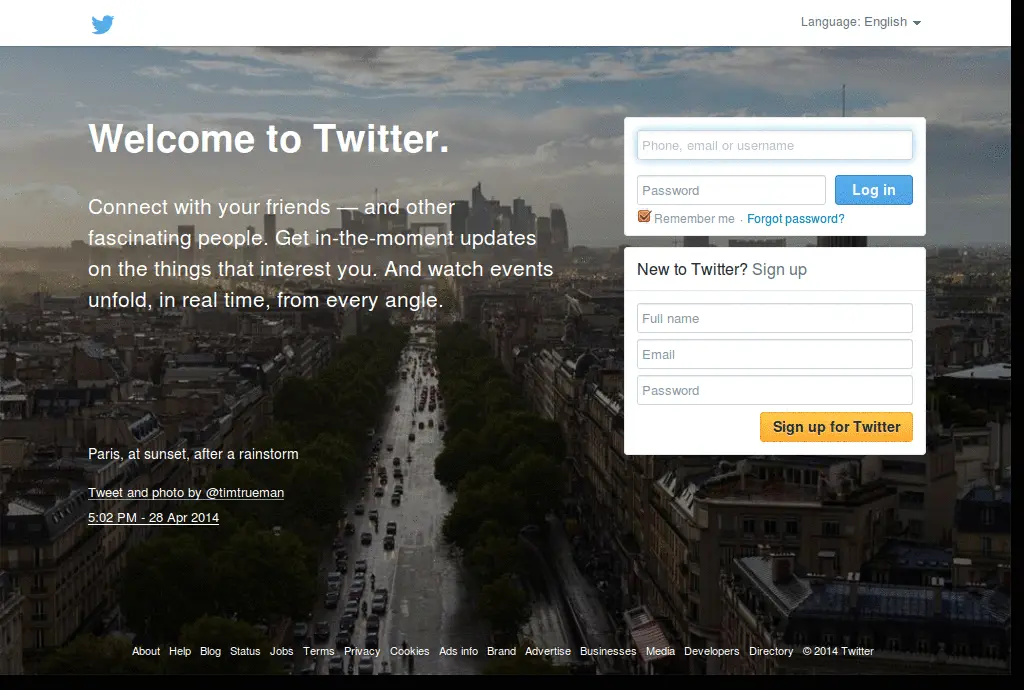 Language: English
Welcome to Twitter.
Connect with your friends — and other
fascinating people. Get in-the-moment updates
on the things that interest you. And watch events
unfold, in real time, from every angle.
Paris, at sunset, after a rainstorm
Tweet and photo by @timtrueman
5:02 PM - 28 Apr 2014
Phone, email or username
Password
Log in
Remember me · Forgot password?
New to Twitter? Sign up
Full name
Email
Password
Sign up for Twitter
About Help Blog Status Jobs Terms Privacy Cookies Ads info Brand Advertise Businesses Media Developers Directory © 2014 Twitter